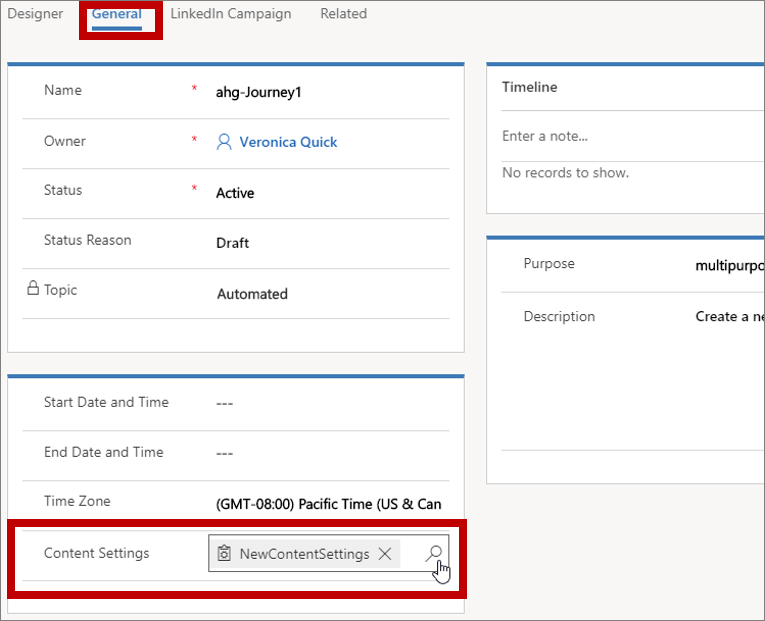 Designer General LinkedIn Campaign Related
Name * ahg-Journey1
Owner * Veronica Quick
Status * Active
Status Reason Draft
Topic Automated
Start Date and Time ---
End Date and Time ---
Time Zone (GMT-08:00) Pacific Time (US & Can
Content Settings NewContentSettings
Timeline
Enter a note...
No records to show.
Purpose multipurpo
Description Create a ne